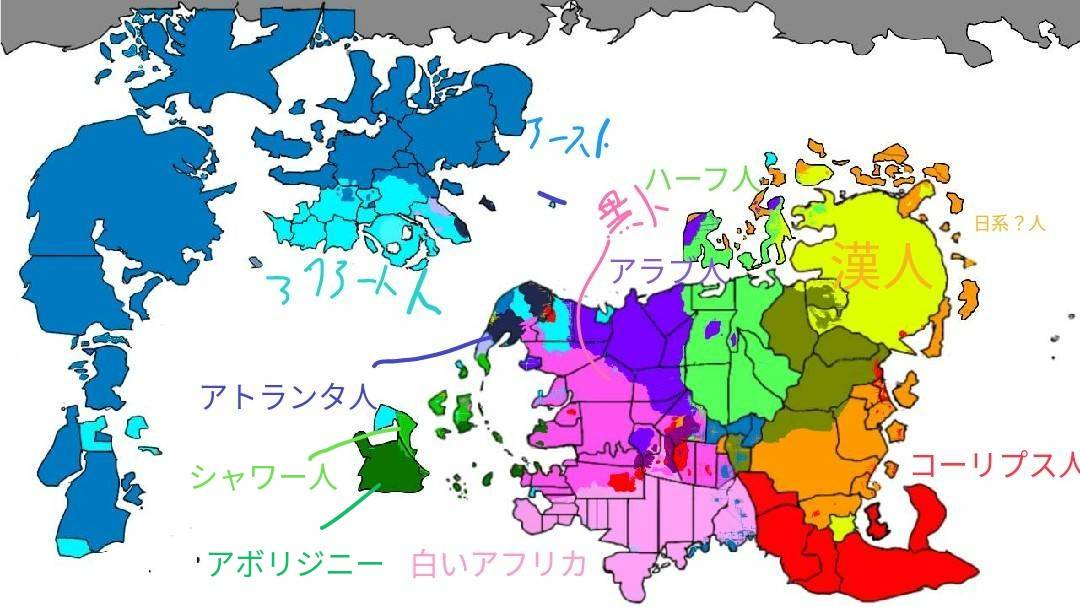 アースト
ハーフ人
黒人
日系？人
漢人
アラブ人
アトランタ人
コーリプス人
シャワー人
アボリジニー
白いアフリカ